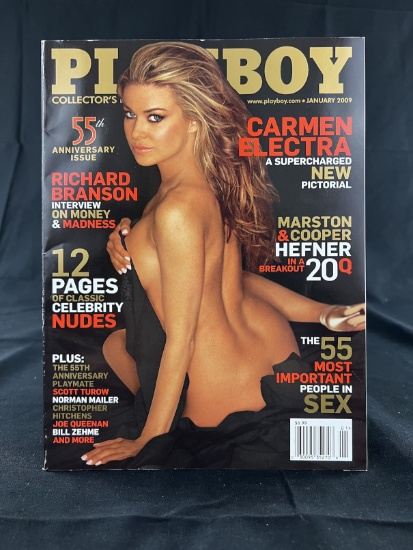 PLAYBOY
COLLECTOR'S
www.playboy.com • JANUARY 2009
55th
ANNIVERSARY
ISSUE
CARMEN
ELECTRA
A SUPERCHARGED
NEW
PICTORIAL
RICHARD
BRANSON
INTERVIEW
ON MONEY
& MADNESS
MARSTON
& COOPER
HEFNER
IN A
BREAKOUT 20Q
12
PAGES
OF CLASSIC
CELEBRITY
NUDES
THE 55
MOST
IMPORTANT
PEOPLE IN
SEX
PLUS:
THE 55TH
ANNIVERSARY
PLAYMATE
SCOTT TUROW
NORMAN MAILER
CHRISTOPHER
HITCHENS
JOE QUEENAN
BILL ZEHME
AND MORE